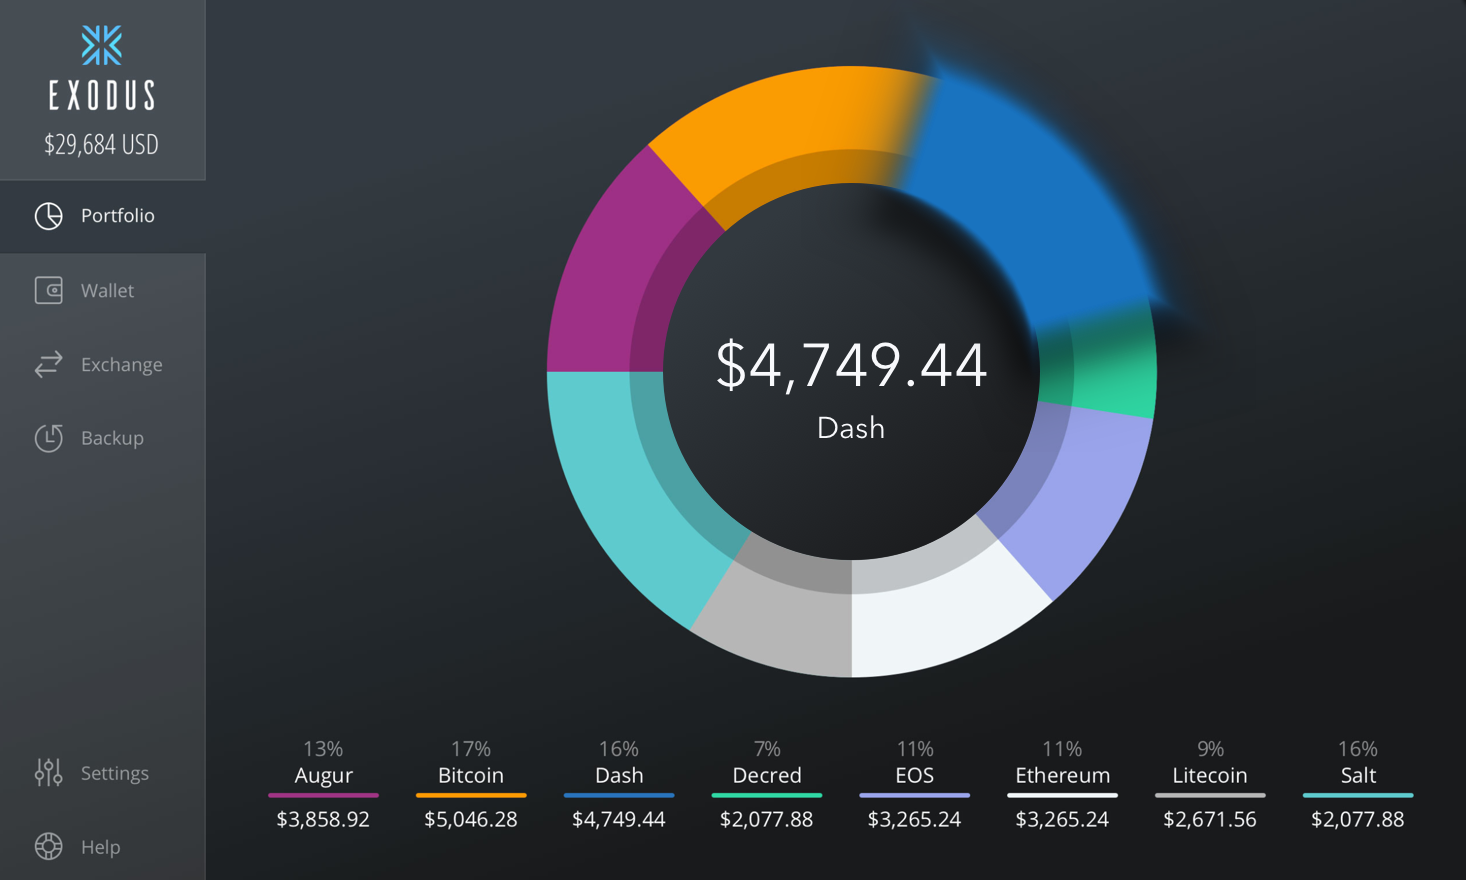 EXODUS
$29,684 USD
Portfolio
Wallet
Exchange
Backup
Settings
Help
$4,749.44
Dash
13% 17% 16% 7% 11% 11% 9% 16%
Augur Bitcoin Dash Decred EOS Ethereum Litecoin Salt
$3,858.92 $5,046.28 $4,749.44 $2,077.88 $3,265.24 $3,265.24 $2,671.56 $2,077.88